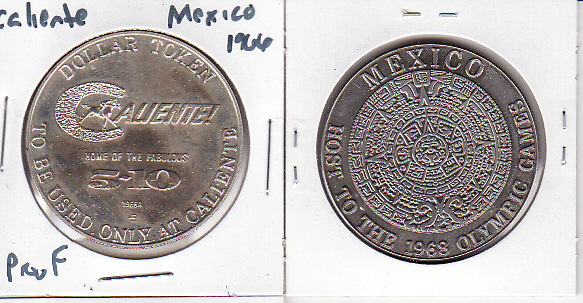 Caliente Mexico
1966
DOLLAR TOKEN
CALIENTE!
HOME OF THE FABULOUS
5-10
1966A
TO BE USED ONLY AT CALIENTE
Proof
MEXICO
HOST TO THE 1968 OLYMPIC GAMES